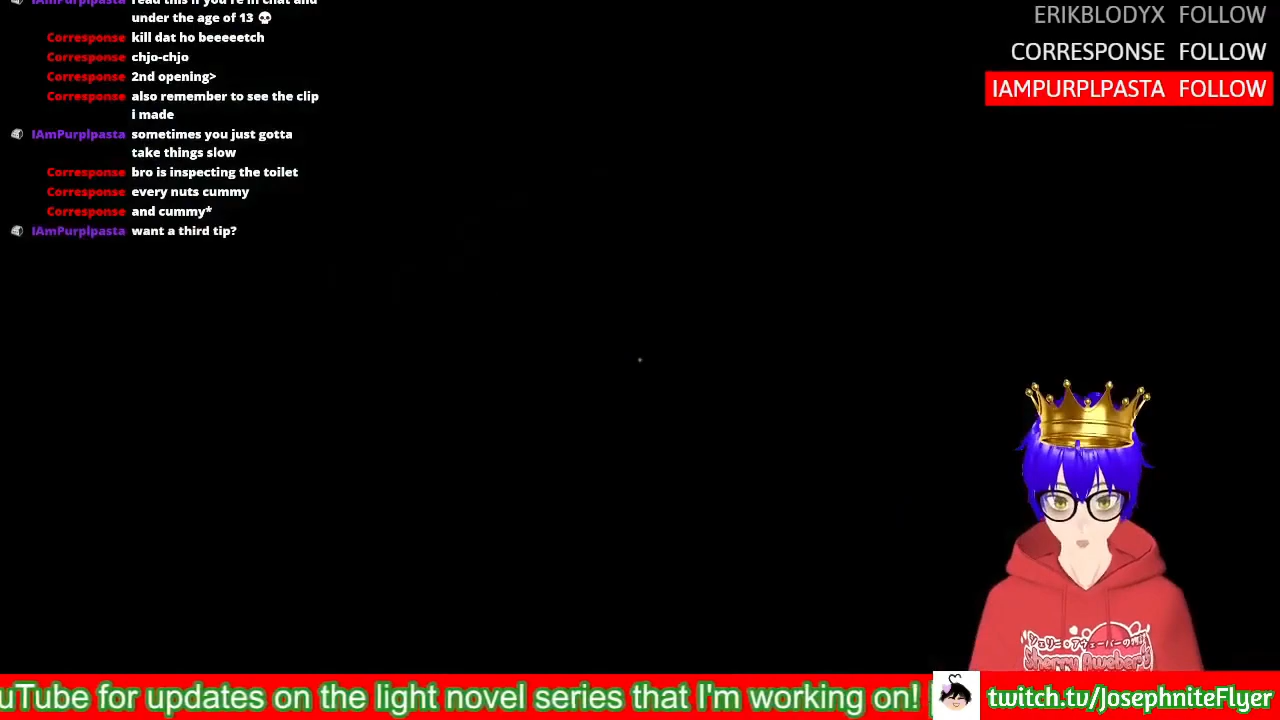 IAmPurplpasta read this if you're in chat and
under the age of 13 💀
Corresponse kill dat ho beeeeetch
Corresponse chjo-chjo
Corresponse 2nd opening>
Corresponse also remember to see the clip
i made
IAmPurplpasta sometimes you just gotta
take things slow
Corresponse bro is inspecting the toilet
Corresponse every nuts cummy
Corresponse and cummy*
IAmPurplpasta want a third tip?
ERIKBLODYX FOLLOW
CORRESPONSE FOLLOW
IAMPURPLPASTA FOLLOW
Sherry Aweber's
uTube for updates on the light novel series that I'm working on! |
twitch.tv/JosephniteFlyer